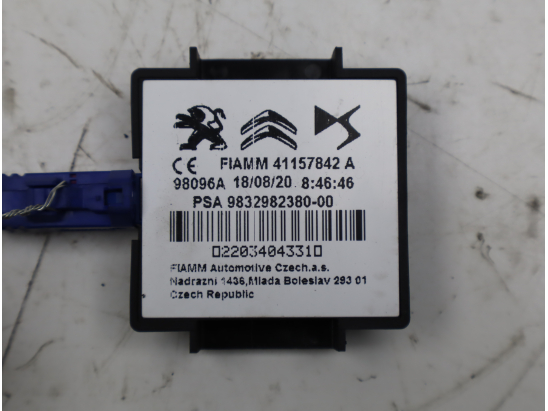 CE FIAMM 41157842 A
98096A 18/08/20 8:46:46
PSA 9832982380-00
022034043310
FIAMM Automotive Czech.a.s.
Nadrazni 1436,Mlada Boleslav 293 01
Czech Republic